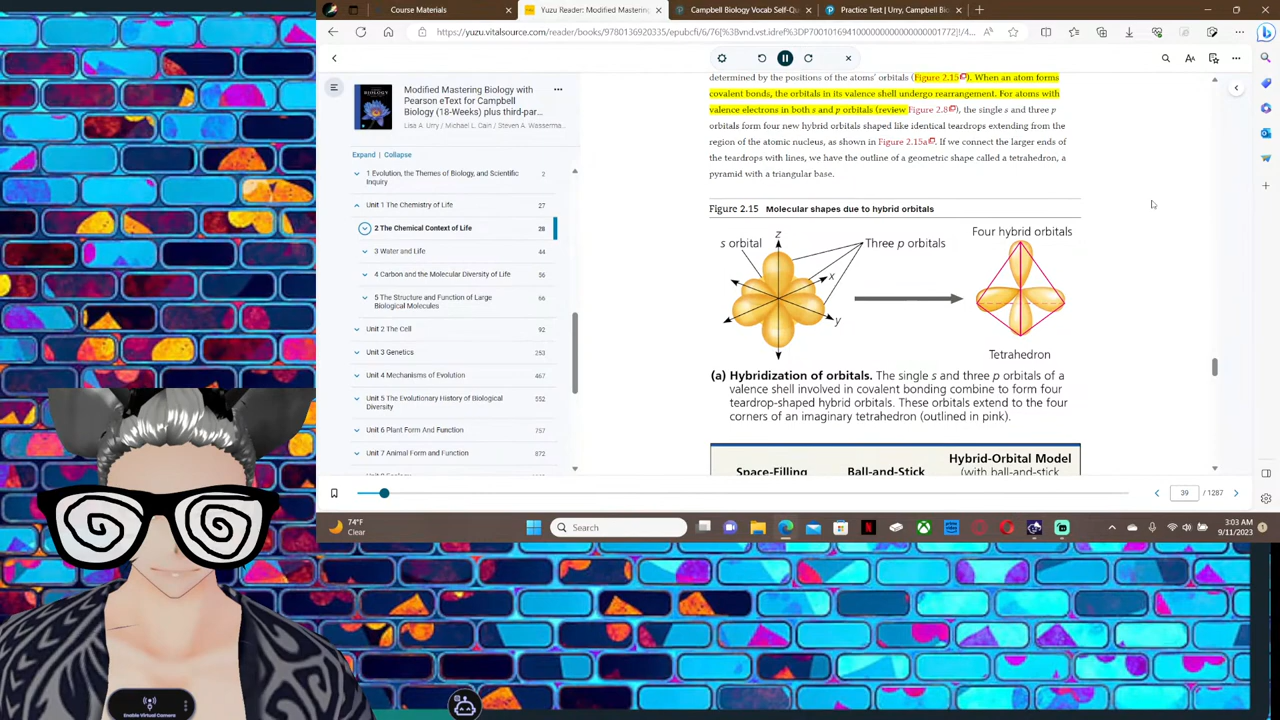 Course Materials
Yuzu Reader: Modified Mastering
Campbell Biology Vocab Self-Qu
Practice Test | Urry, Campbell Bi
https://yuzu.vitalsource.com/reader/books/9780136920335/epubcfi/6/76[%3Bvnd.vst.idref%3DP7001016941000000000000000001772]!/4...
Modified Mastering Biology with
Pearson eText for Campbell
Biology (18-Weeks) plus third-par...
Lisa A. Urry / Michael L. Cain / Steven A. Wasserma...
Expand | Collapse
1 Evolution, the Themes of Biology, and Scientific Inquiry 2
Unit 1 The Chemistry of Life 27
2 The Chemical Context of Life 28
3 Water and Life 44
4 Carbon and the Molecular Diversity of Life 56
5 The Structure and Function of Large Biological Molecules 66
Unit 2 The Cell 92
Unit 3 Genetics 253
Unit 4 Mechanisms of Evolution 467
Unit 5 The Evolutionary History of Biological Diversity 552
Unit 6 Plant Form And Function 757
Unit 7 Animal Form and Function 872
determined by the positions of the atoms' orbitals (Figure 2.15). When an atom forms
covalent bonds, the orbitals in its valence shell undergo rearrangement. For atoms with
valence electrons in both s and p orbitals (review Figure 2.8), the single s and three p
orbitals form four new hybrid orbitals shaped like identical teardrops extending from the
region of the atomic nucleus, as shown in Figure 2.15a. If we connect the larger ends of
the teardrops with lines, we have the outline of a geometric shape called a tetrahedron, a
pyramid with a triangular base.
Figure 2.15 Molecular shapes due to hybrid orbitals
s orbital
z
Three p orbitals
x
y
Four hybrid orbitals
Tetrahedron
(a) Hybridization of orbitals. The single s and three p orbitals of a
valence shell involved in covalent bonding combine to form four
teardrop-shaped hybrid orbitals. These orbitals extend to the four
corners of an imaginary tetrahedron (outlined in pink).
Space-Filling
Ball-and-Stick
Hybrid-Orbital Model
(with ball-and-stick
39 / 1287
74°F
Clear
Search
3:03 AM
9/11/2023
Enable Virtual Camera